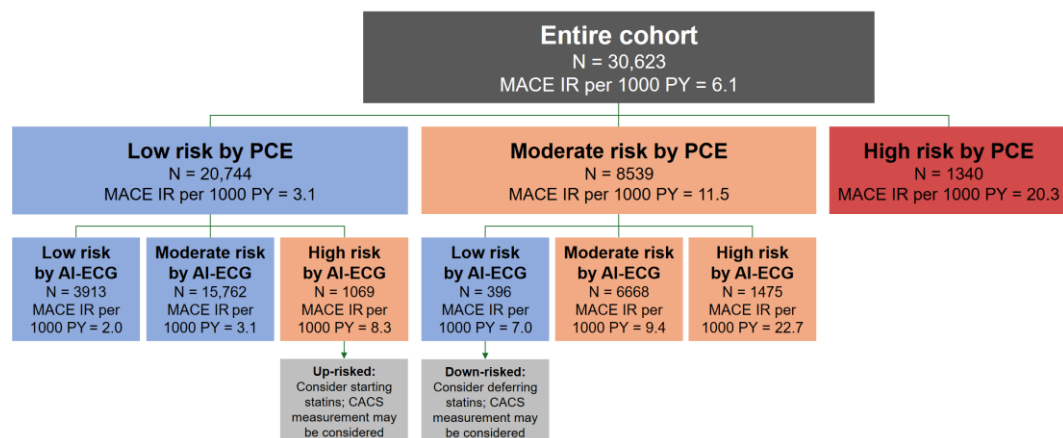 Entire cohort
N = 30,623
MACE IR per 1000 PY = 6.1
Low risk by PCE
N = 20,744
MACE IR per 1000 PY = 3.1
Moderate risk by PCE
N = 8539
MACE IR per 1000 PY = 11.5
High risk by PCE
N = 1340
MACE IR per 1000 PY = 20.3
Low risk
by AI-ECG
N = 3913
MACE IR per
1000 PY = 2.0
Moderate risk
by AI-ECG
N = 15,762
MACE IR per
1000 PY = 3.1
High risk
by AI-ECG
N = 1069
MACE IR per
1000 PY = 8.3
Low risk
by AI-ECG
N = 396
MACE IR per
1000 PY = 7.0
Moderate risk
by AI-ECG
N = 6668
MACE IR per
1000 PY = 9.4
High risk
by AI-ECG
N = 1475
MACE IR per
1000 PY = 22.7
Up-risked:
Consider starting
statins; CACS
measurement may
be considered
Down-risked:
Consider deferring
statins; CACS
measurement may
be considered